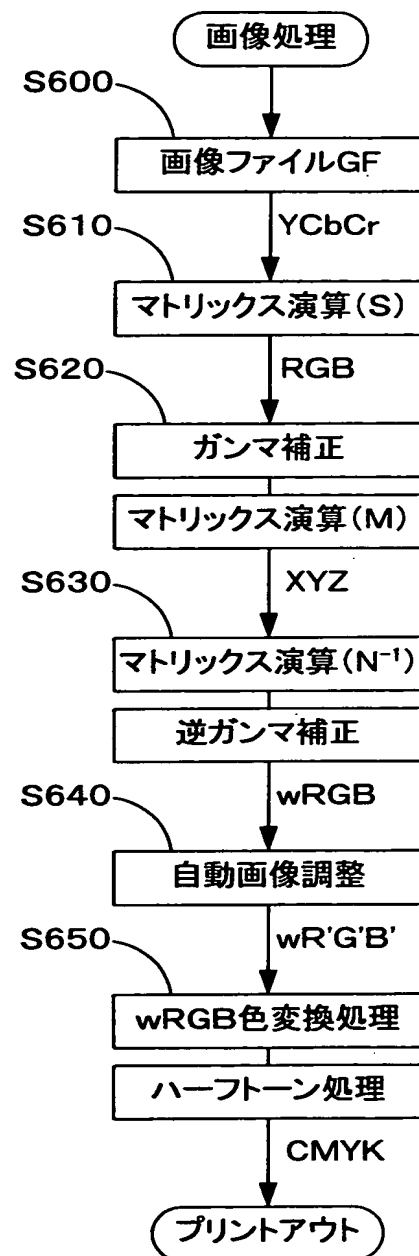 画像処理
S600
画像ファイルGF
S610
YCbCr
マトリックス演算(S)
S620
RGB
ガンマ補正
マトリックス演算(M)
S630
XYZ
マトリックス演算(N⁻¹)
逆ガンマ補正
S640
wRGB
自動画像調整
S650
wR'G'B'
wRGB色変換処理
ハーフトーン処理
CMYK
プリントアウト